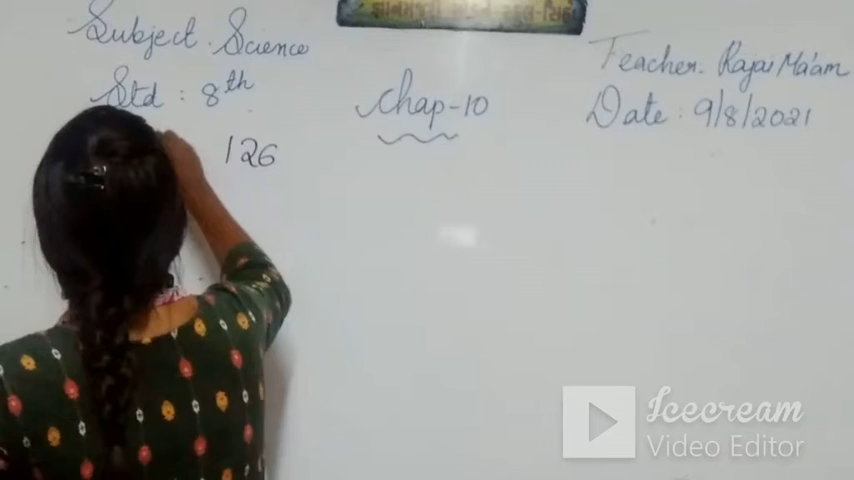 Subject. Science
Std : 8th
Chap-10
Teacher. Rajai Ma'am
Date : 9/8/2021
126
Icecream
Video Editor